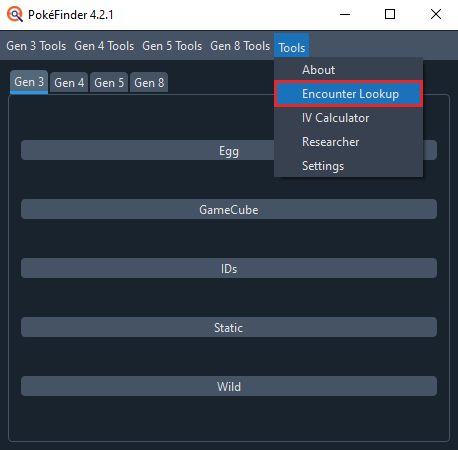 PokéFinder 4.2.1
Gen 3 Tools Gen 4 Tools Gen 5 Tools Gen 8 Tools Tools
About
Encounter Lookup
IV Calculator
Researcher
Settings
Gen 3 Gen 4 Gen 5 Gen 8
Egg
GameCube
IDs
Static
Wild